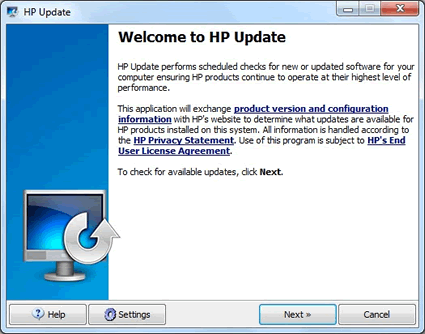 HP Update
Welcome to HP Update
HP Update performs scheduled checks for new or updated software for your
computer ensuring HP products continue to operate at their highest level of
performance.
This application will exchange product version and configuration
information with HP's website to determine what updates are available for
HP products installed on this system. All information is handled according to
the HP Privacy Statement. Use of this program is subject to HP's End
User License Agreement.
To check for available updates, click Next.
Help
Settings
Next »
Cancel